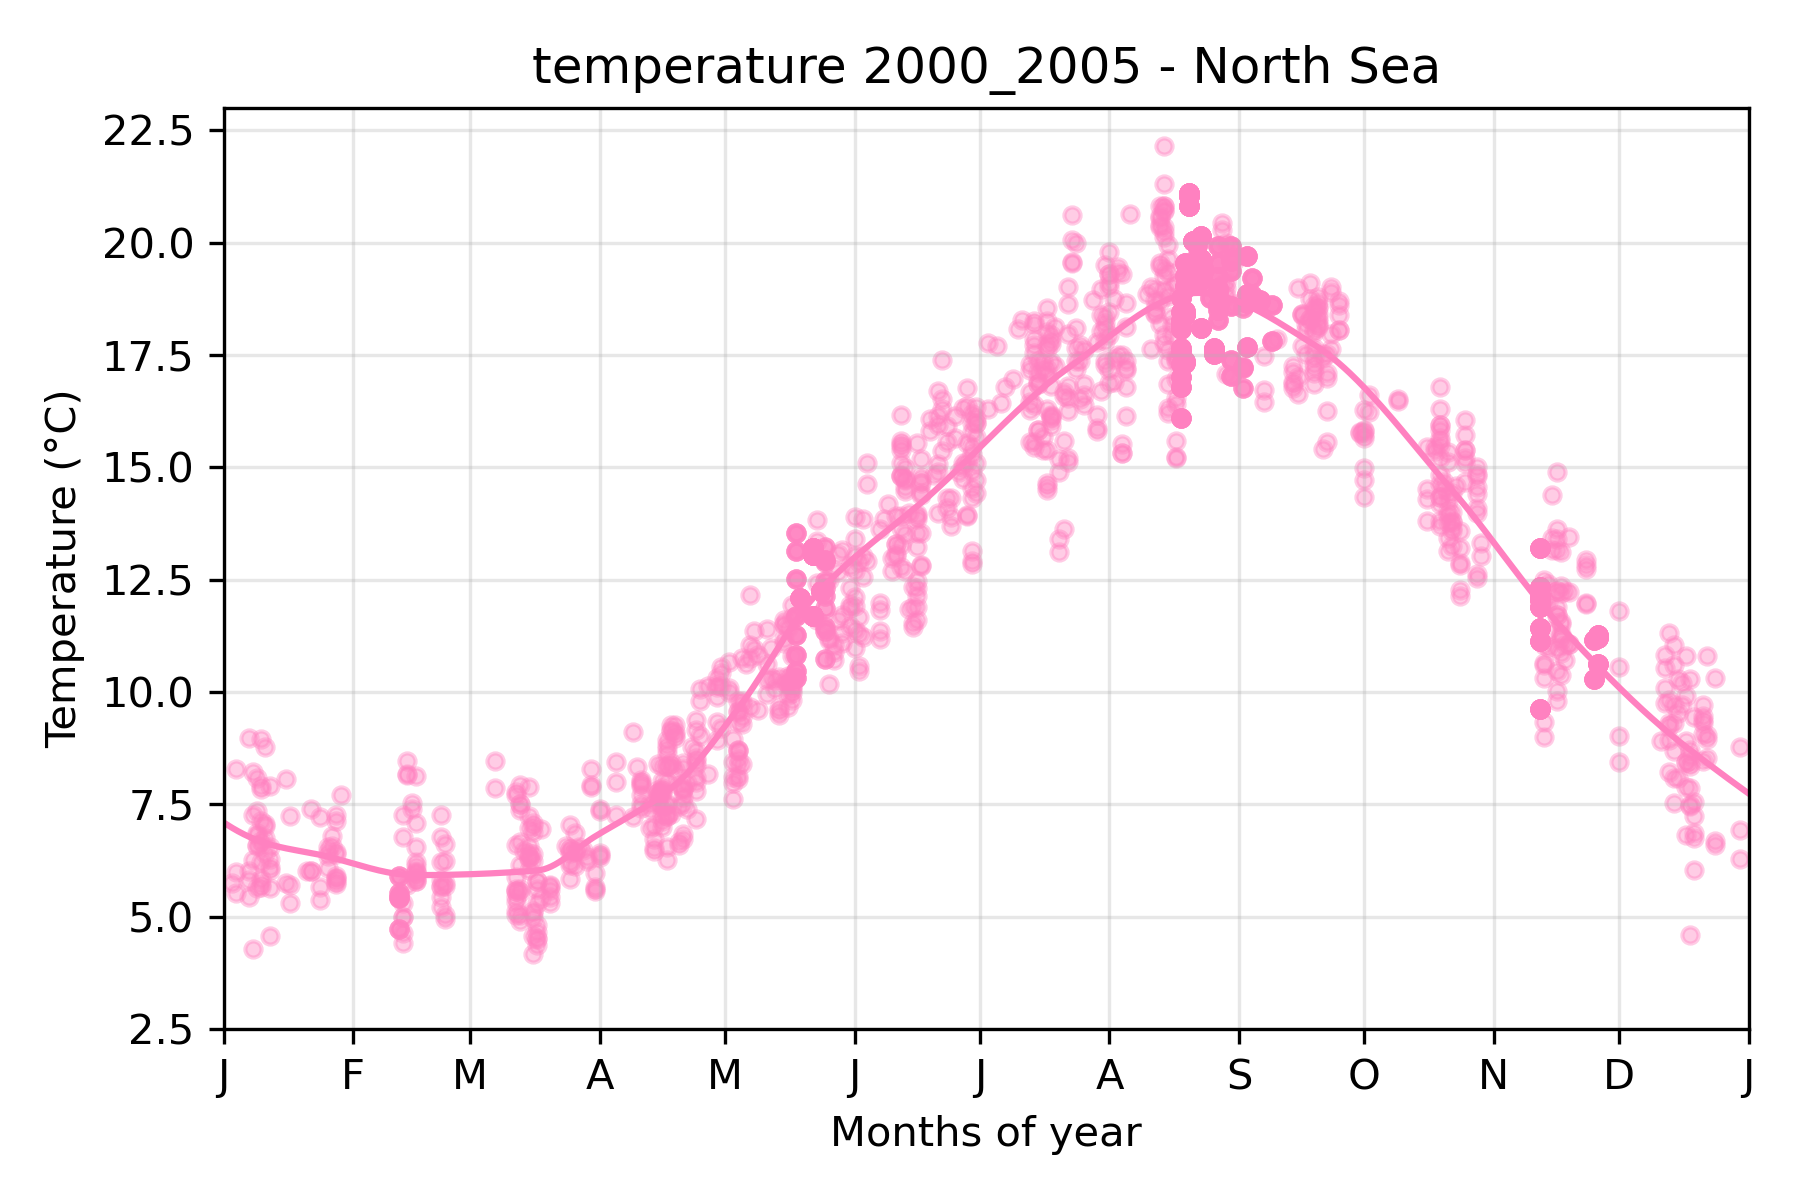 temperature 2000_2005 - North Sea
Temperature (°C)
22.5
20.0
17.5
15.0
12.5
10.0
7.5
5.0
2.5
J F M A M J J A S O N D J
Months of year